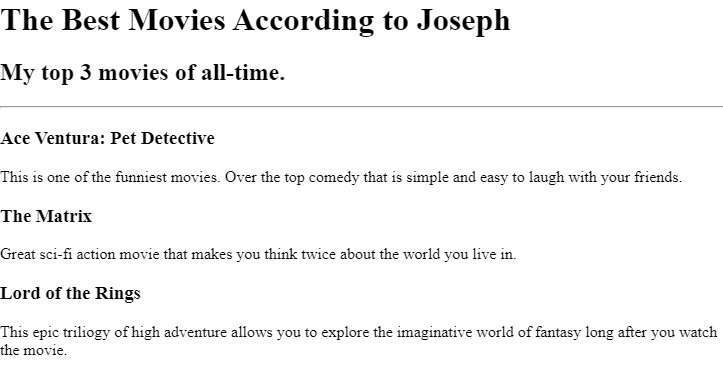 The Best Movies According to Joseph
My top 3 movies of all-time.
Ace Ventura: Pet Detective
This is one of the funniest movies. Over the top comedy that is simple and easy to laugh with your friends.
The Matrix
Great sci-fi action movie that makes you think twice about the world you live in.
Lord of the Rings
This epic triliogy of high adventure allows you to explore the imaginative world of fantasy long after you watch
the movie.